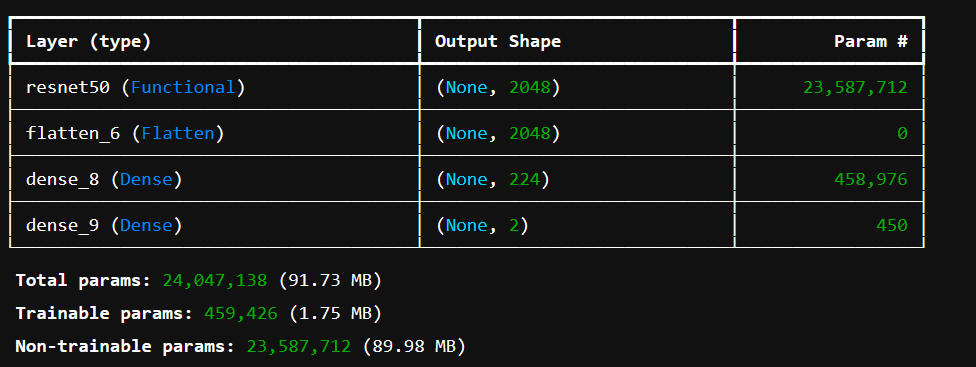 Layer (type) Output Shape Param #
resnet50 (Functional) (None, 2048) 23,587,712
flatten_6 (Flatten) (None, 2048) 0
dense_8 (Dense) (None, 224) 458,976
dense_9 (Dense) (None, 2) 450
Total params: 24,047,138 (91.73 MB)
Trainable params: 459,426 (1.75 MB)
Non-trainable params: 23,587,712 (89.98 MB)